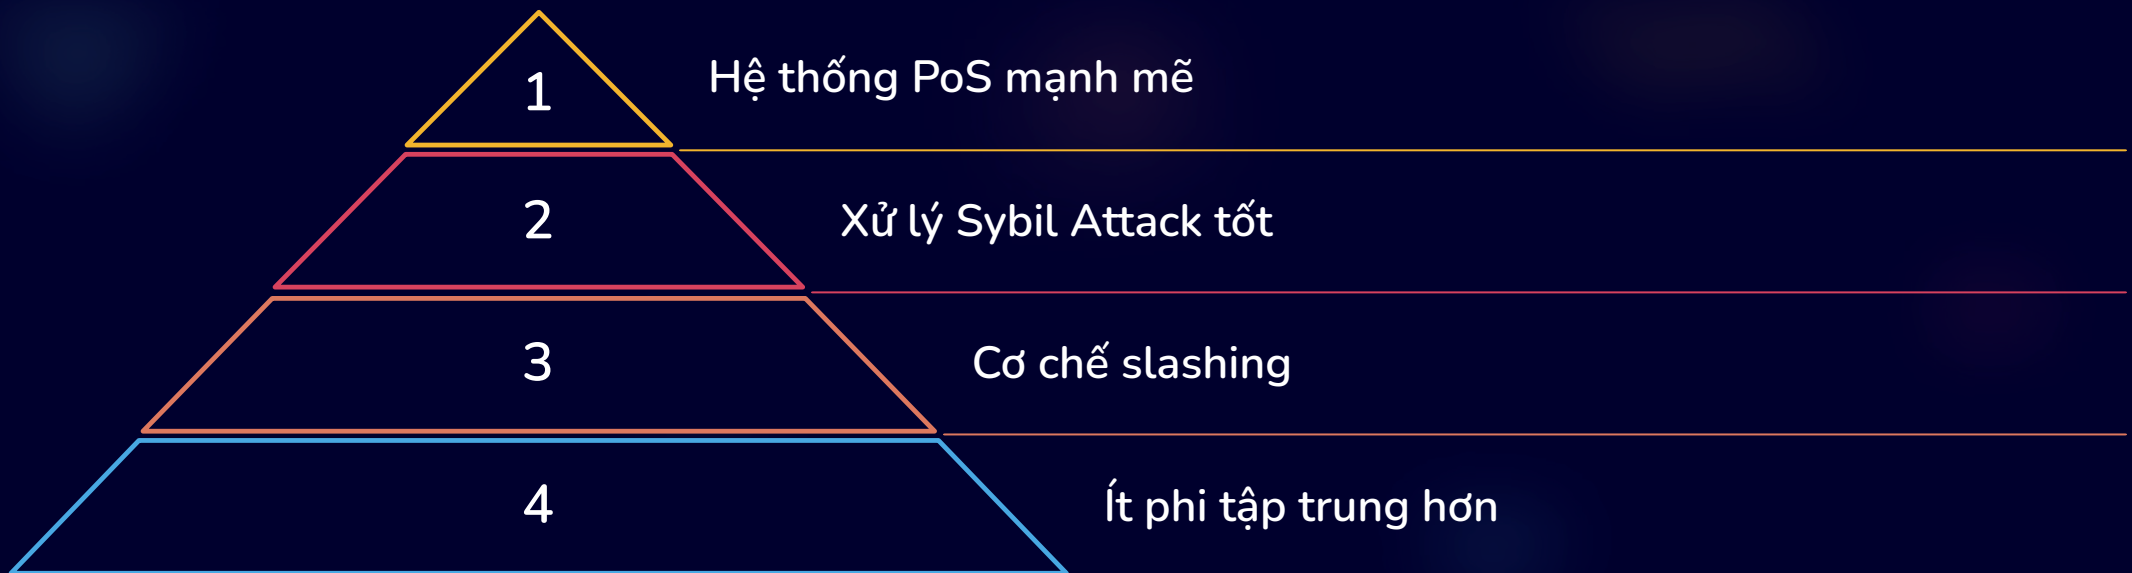 1
Hệ thống PoS mạnh mẽ
2
Xử lý Sybil Attack tốt
3
Cơ chế slashing
4
Ít phi tập trung hơn